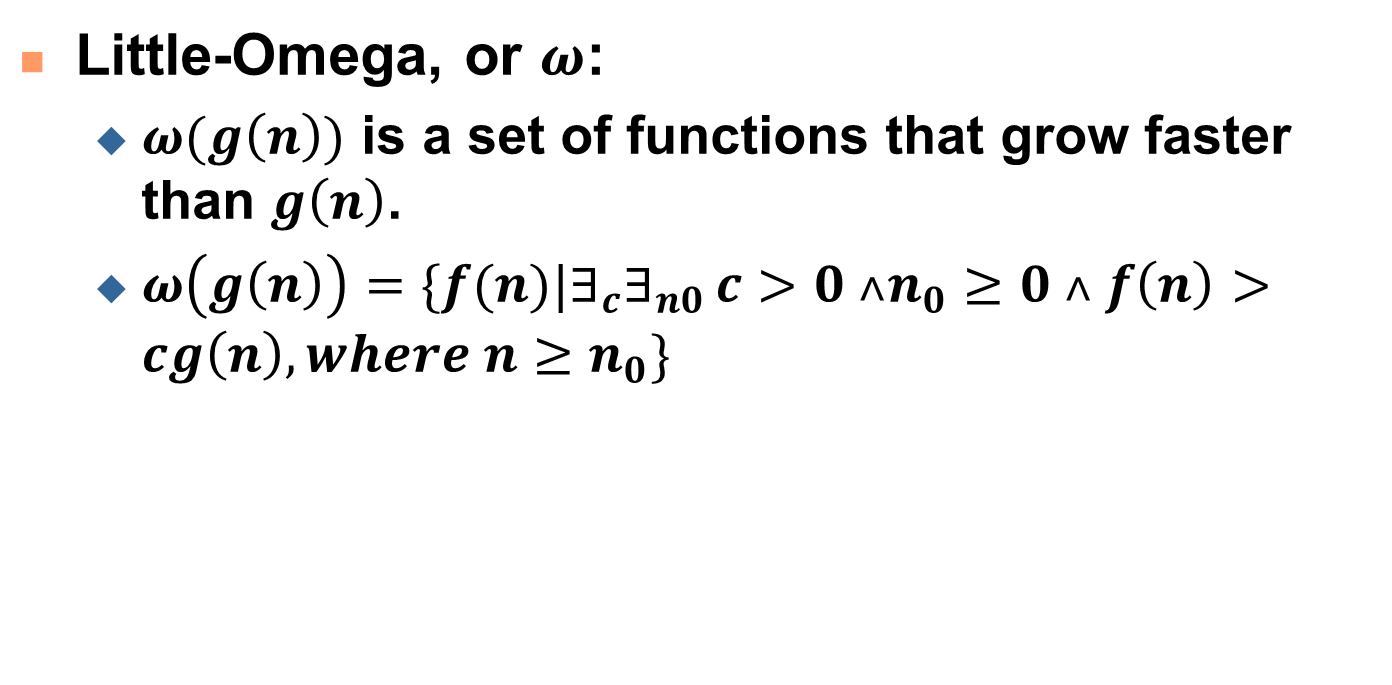 Little-Omega, or ω:
ω(g(n)) is a set of functions that grow faster
than g(n).
ω(g(n)) = {f(n)|∃c∃n0 c > 0 ∧n₀ ≥ 0 ∧ f(n) >
cg(n), where n ≥ n₀}